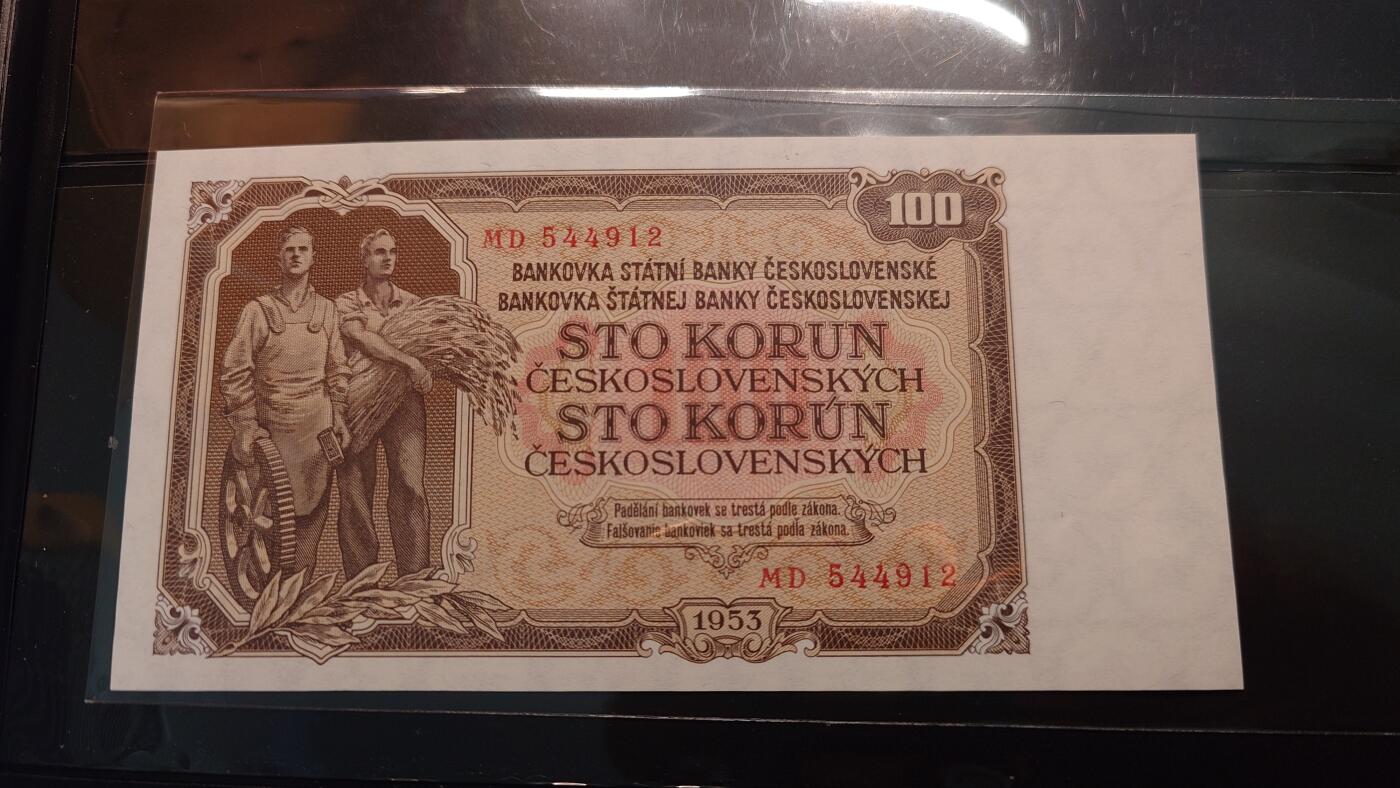 100
MD 544912
BANKOVKA STÁTNÍ BANKY ČESKOSLOVENSKÉ
BANKOVKA ŠTÁTNEJ BANKY ČESKOSLOVENSKEJ
STO KORUN
ČESKOSLOVENSKÝCH
STO KORÚN
ČESKOSLOVENSKÝCH
Padělání bankovek se trestá podle zákona.
Falšovanie bankoviek sa trestá podla zákona.
MD 544912
1953